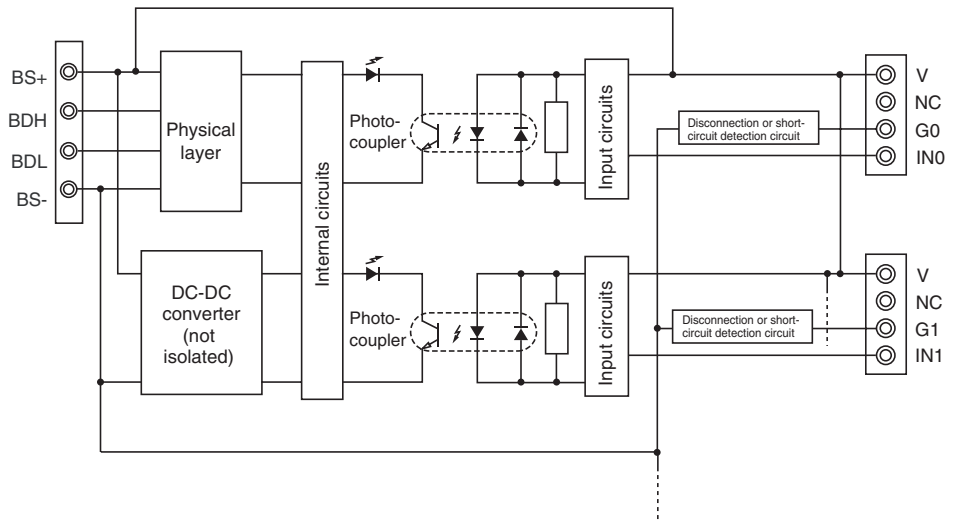 BS+
BDH
BDL
BS-
Physical
layer
DC-DC
converter
(not
isolated)
Internal circuits
Photo-
coupler
Input circuits
Disconnection or short-
circuit detection circuit
V
NC
G0
IN0
Photo-
coupler
Input circuits
Disconnection or short-
circuit detection circuit
V
NC
G1
IN1